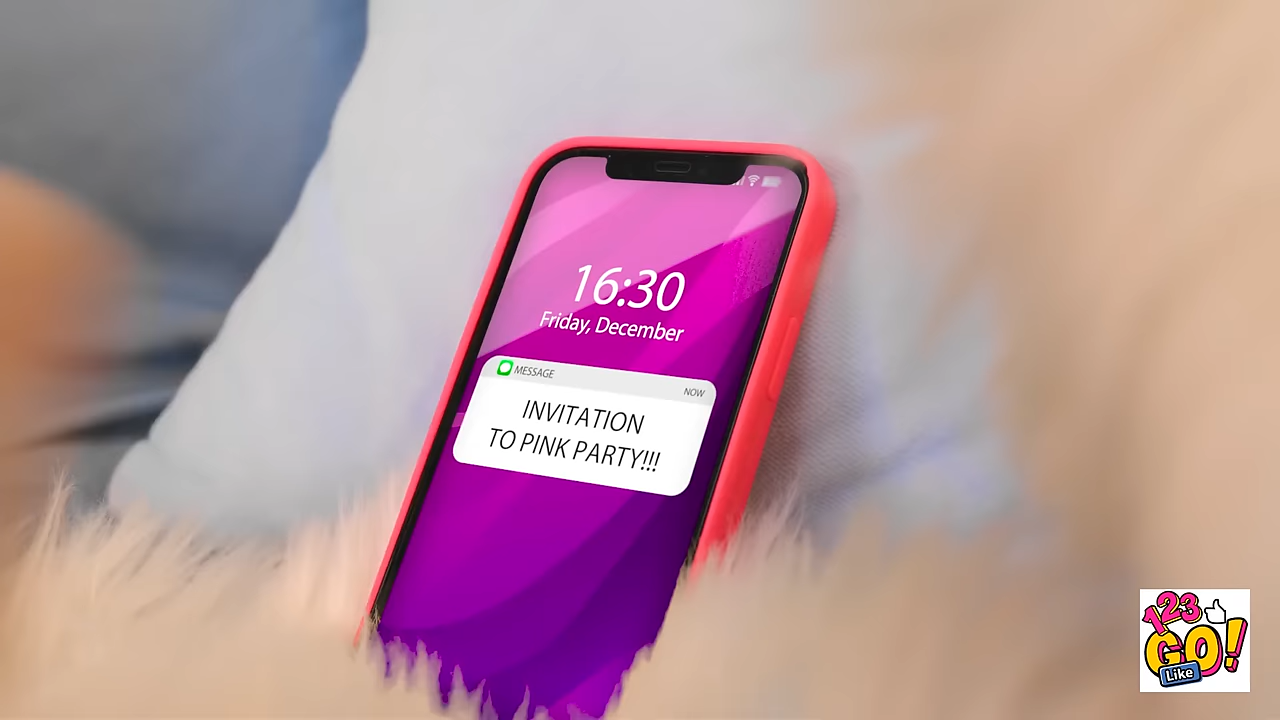 16:30
Friday, December
MESSAGE
NOW
INVITATION
TO PINK PARTY!!!
123
GO!
Like